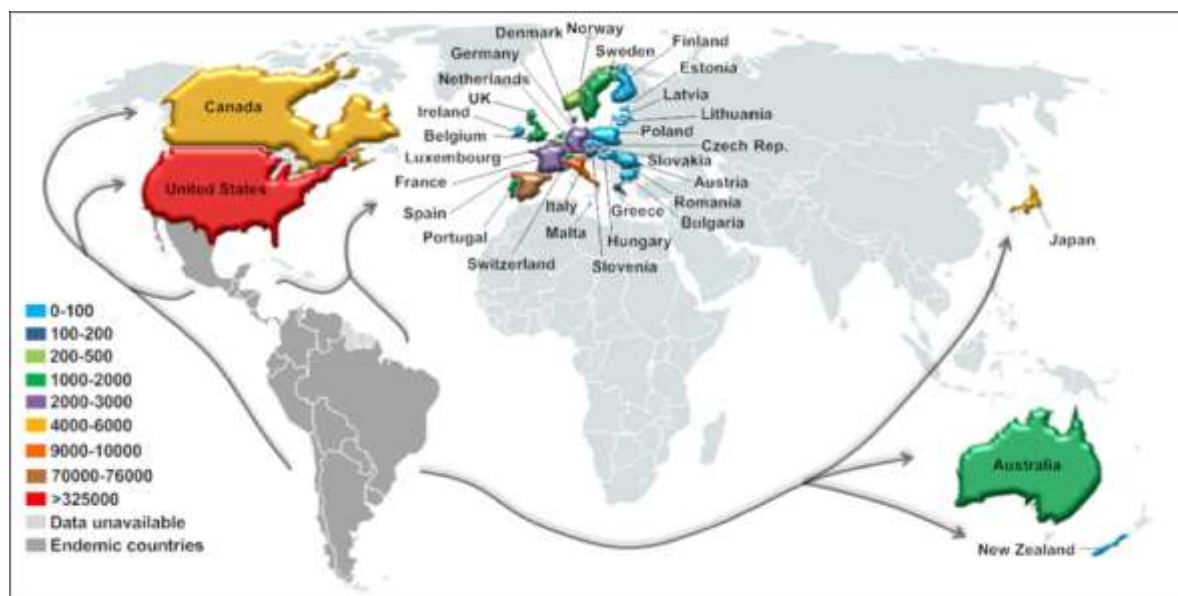 Canada
United States
Norway
Denmark
Sweden
Finland
Germany
Estonia
Netherlands
Latvia
UK
Lithuania
Ireland
Poland
Belgium
Czech Rep.
Luxembourg
Slovakia
France
Austria
Spain
Italy
Greece
Romania
Portugal
Malta
Bulgaria
Hungary
Switzerland
Slovenia
Japan
Australia
New Zealand
0-100
100-200
200-500
1000-2000
2000-3000
4000-6000
9000-10000
70000-76000
>325000
Data unavailable
Endemic countries